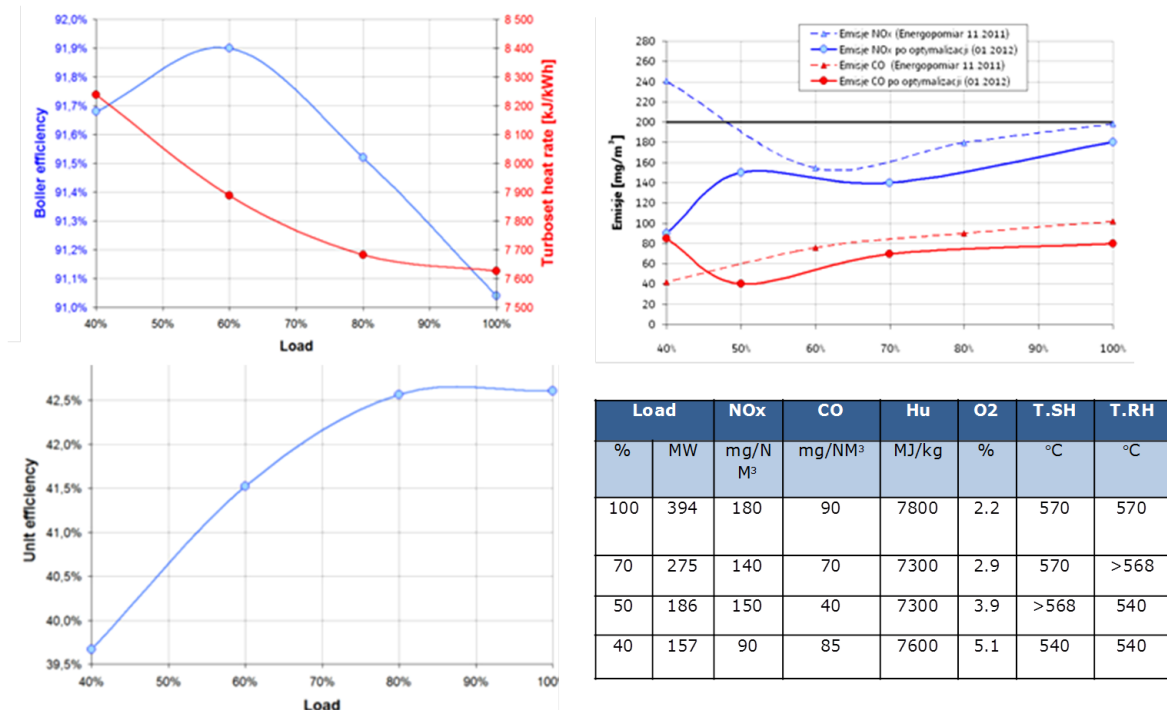 92,0%
91,9%
91,8%
91,7%
91,6%
91,5%
91,4%
91,3%
91,2%
91,1%
91,0%
Boiler efficiency
8 500
8 400
8 300
8 200
8 100
8 000
7 900
7 800
7 700
7 600
7 500
Turboset heat rate [kJ/kWh]
40% 50% 60% 70% 80% 90% 100%
Load
Emisje NOx (Energopomiar 11.2011)
Emisje NOx po optymalizacji (01.2012)
Emisje CO (Energopomiar 11.2011)
Emisje CO po optymalizacji (01.2012)
280
260
240
220
200
180
160
140
120
100
80
60
40
20
0
Emisje [mg/m³]
40% 50% 60% 70% 80% 90% 100%
42,5%
42,0%
41,5%
41,0%
40,5%
40,0%
39,5%
Unit efficiency
40% 50% 60% 70% 80% 90% 100
Load
Load NOx CO Hu O2 T.SH T.RH
% MW mg/N M³ mg/NM³ MJ/kg % °C °C
100 394 180 90 7800 2.2 570 570
70 275 140 70 7300 2.9 570 >568
50 186 150 40 7300 3.9 >568 540
40 157 90 85 7600 5.1 540 540